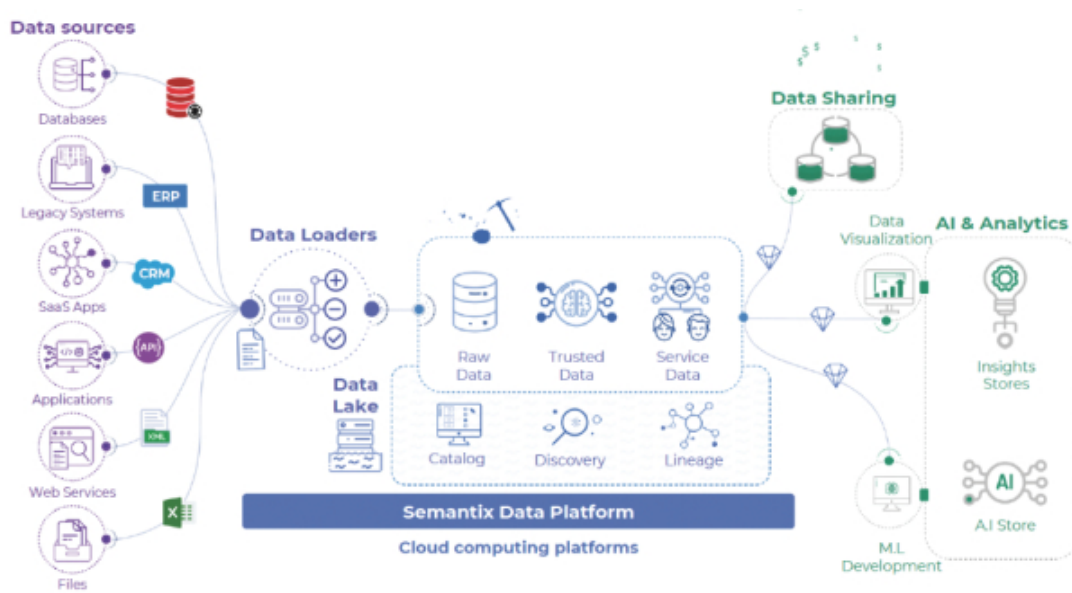 Data sources
Databases
Legacy Systems
ERP
SaaS Apps
CRM
Applications
{API}
Web Services
XML
Files
X
Data Loaders
Raw
Data
Trusted
Data
Service
Data
Data
Lake
Catalog
Discovery
Lineage
Semantix Data Platform
Cloud computing platforms
$ $ $ $ $ $
Data Sharing
Data
Visualization
AI & Analytics
Insights
Stores
AI
A.I Store
M.L
Development